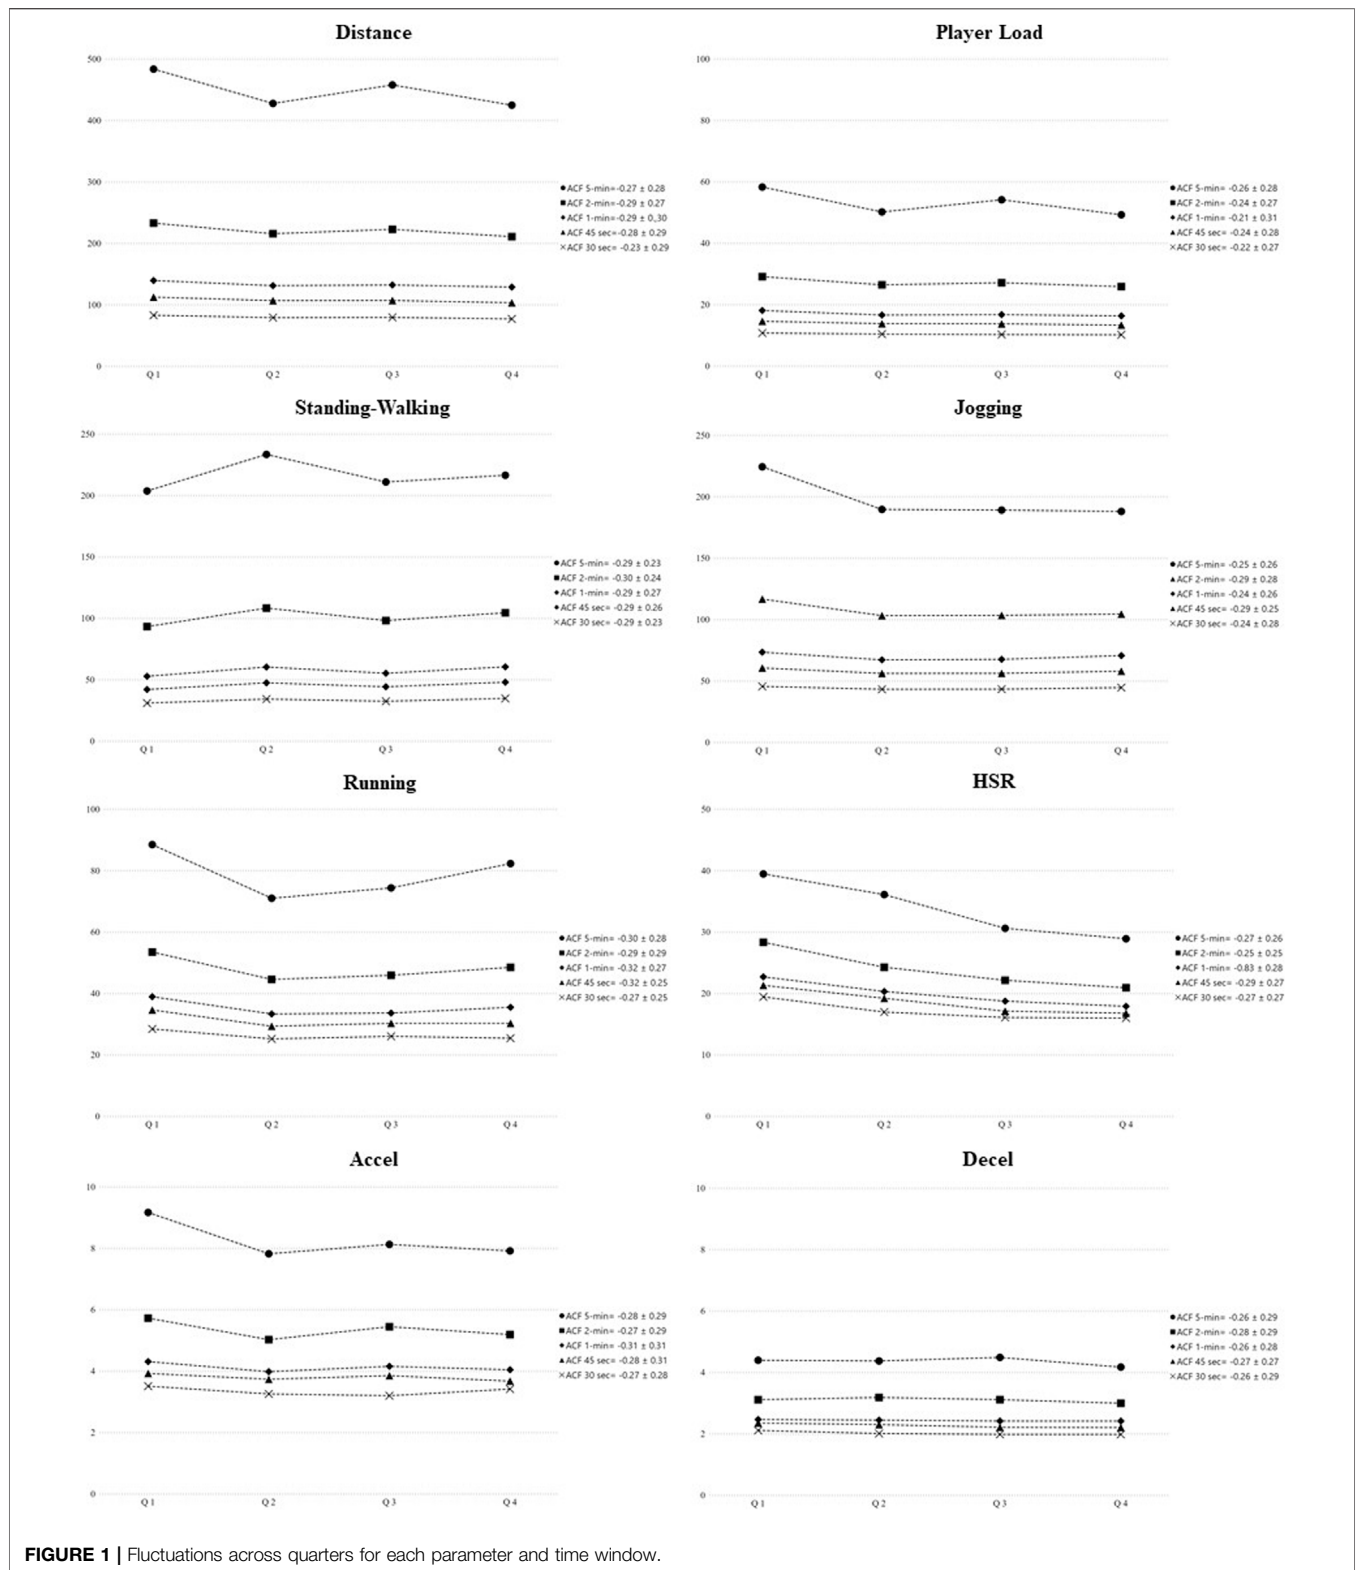 Distance
500
400
300
200
100
0
Q1 Q2 Q3 Q4
ACF 5-min=-0.27 ± 0.28
ACF 2-min=-0.29 ± 0.27
ACF 1-min=-0.29 ± 0,.30
ACF 45 sec=-0.28 ± 0.29
ACF 30 sec= -0.23 ± 0.29
Player Load
100
80
60
40
20
0
Q1 Q2 Q3 Q4
ACF 5-min= -0.26 ± 0.28
ACF 2-min= -0.24 ± 0.27
ACF 1-min= -0.21 ± 0.31
ACF 45 sec= -0.24 ± 0.28
ACF 30 sec= -0.22 ± 0.27
Standing-Walking
250
200
150
100
50
0
Q1 Q2 Q3 Q4
ACF 5-min= -0.29 ± 0.23
ACF 2-min= -0.30 ± 0.24
ACF 1-min= -0.29 ± 0.27
ACF 45 sec= -0.29 ± 0.26
ACF 30 sec= -0.29 ± 0.23
Jogging
250
200
150
100
50
0
Q1 Q2 Q3 Q4
ACF 5-min= -0.25 ± 0.26
ACF 2-min= -0.29 ± 0.28
ACF 1-min= -0.24 ± 0.26
ACF 45 sec= -0.29 ± 0.25
ACF 30 sec= -0.24 ± 0.28
Running
100
80
60
40
20
0
Q1 Q2 Q3 Q4
ACF 5-min= -0.30 ± 0.28
ACF 2-min= -0.29 ± 0.29
ACF 1-min= -0.32 ± 0.27
ACF 45 sec= -0.32 ± 0.25
ACF 30 sec= -0.27 ± 0.25
HSR
50
40
30
20
10
0
Q1 Q2 Q3 Q4
ACF 5-min= -0.27 ± 0.26
ACF 2-min= -0.25 ± 0.25
ACF 1-min= -0.83 ± 0.28
ACF 45 sec= -0.29 ± 0.27
ACF 30 sec= -0.27 ± 0.27
Accel
10
8
6
4
2
0
Q1 Q2 Q3 Q4
ACF 5-min= -0.28 ± 0.29
ACF 2-min= -0.27 ± 0.29
ACF 1-min= -0.31 ± 0.31
ACF 45 sec= -0.28 ± 0.31
ACF 30 sec= -0.27 ± 0.28
Decel
10
8
6
4
2
0
Q1 Q2 Q3 Q4
ACF 5-min= -0.26 ± 0.29
ACF 2-min= -0.28 ± 0.29
ACF 1-min= -0.26 ± 0.28
ACF 45 sec= -0.27 ± 0.27
ACF 30 sec= -0.26 ± 0.29
FIGURE 1 | Fluctuations across quarters for each parameter and time window.